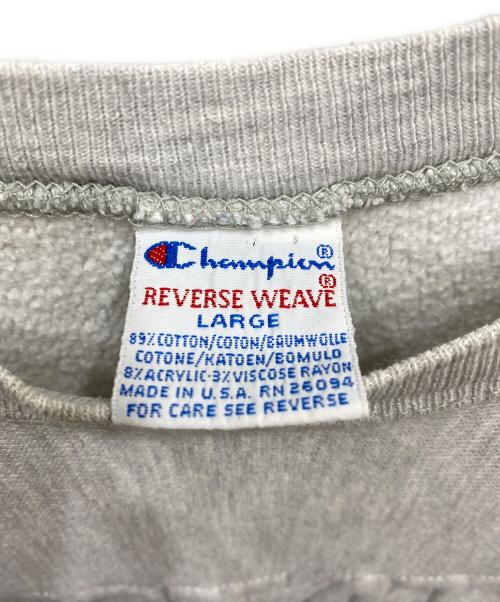 Champion®
REVERSE WEAVE®
LARGE
89%COTTON/COTON/BAUMWOLLE
COTONE/KATOEN/BOMULD
8%ACRYLIC-3%VISCOSE RAYON
MADE IN U.S.A. RN 26094
FOR CARE SEE REVERSE